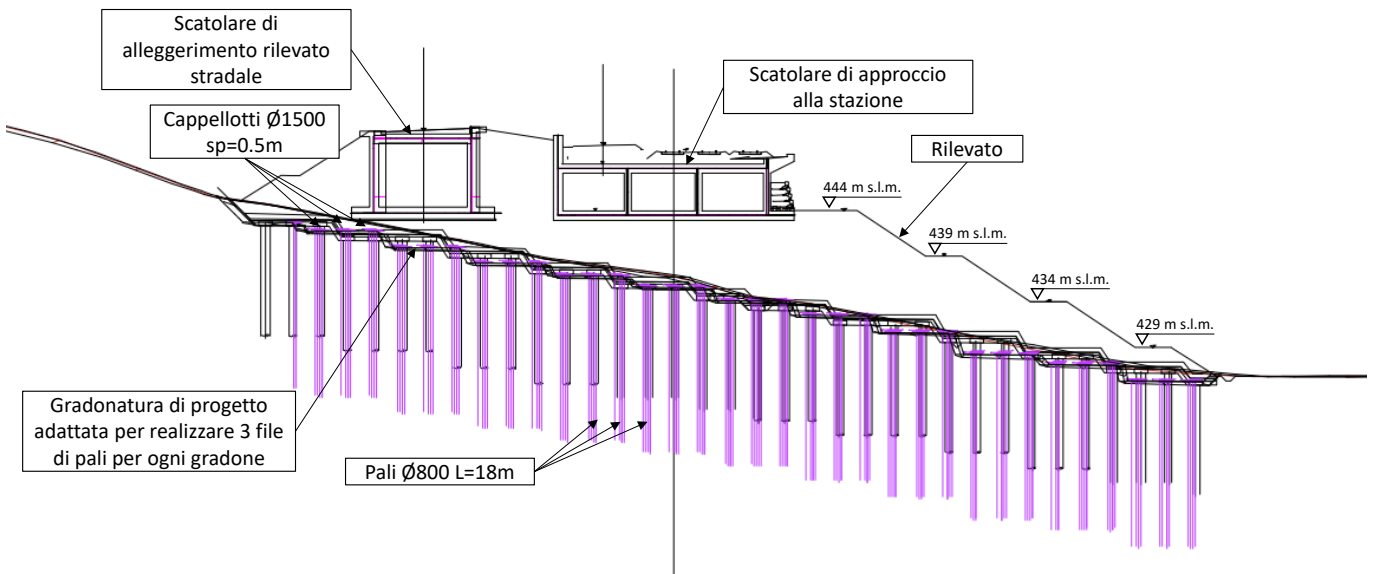 Scatolare di
alleggerimento rilevato
stradale
Cappellotti Ø1500
sp=0.5m
Scatolare di approccio
alla stazione
Rilevato
444 m s.l.m.
439 m s.l.m.
434 m s.l.m.
429 m s.l.m.
Gradonatura di progetto
adattata per realizzare 3 file
di pali per ogni gradone
Pali Ø800 L=18m